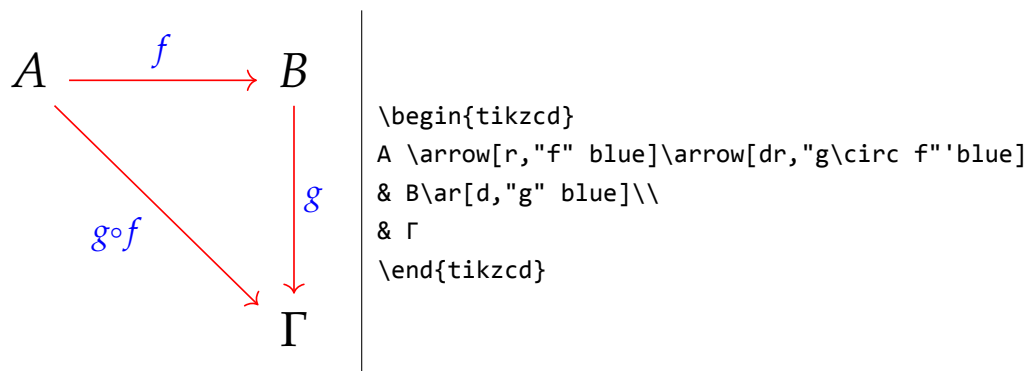 f
A B
g
g∘f
Γ
\begin{tikzcd}
A \arrow[r,"f" blue]\arrow[dr,"g\circ f"'blue]
& B\ar[d,"g" blue]\\
& Γ
\end{tikzcd}